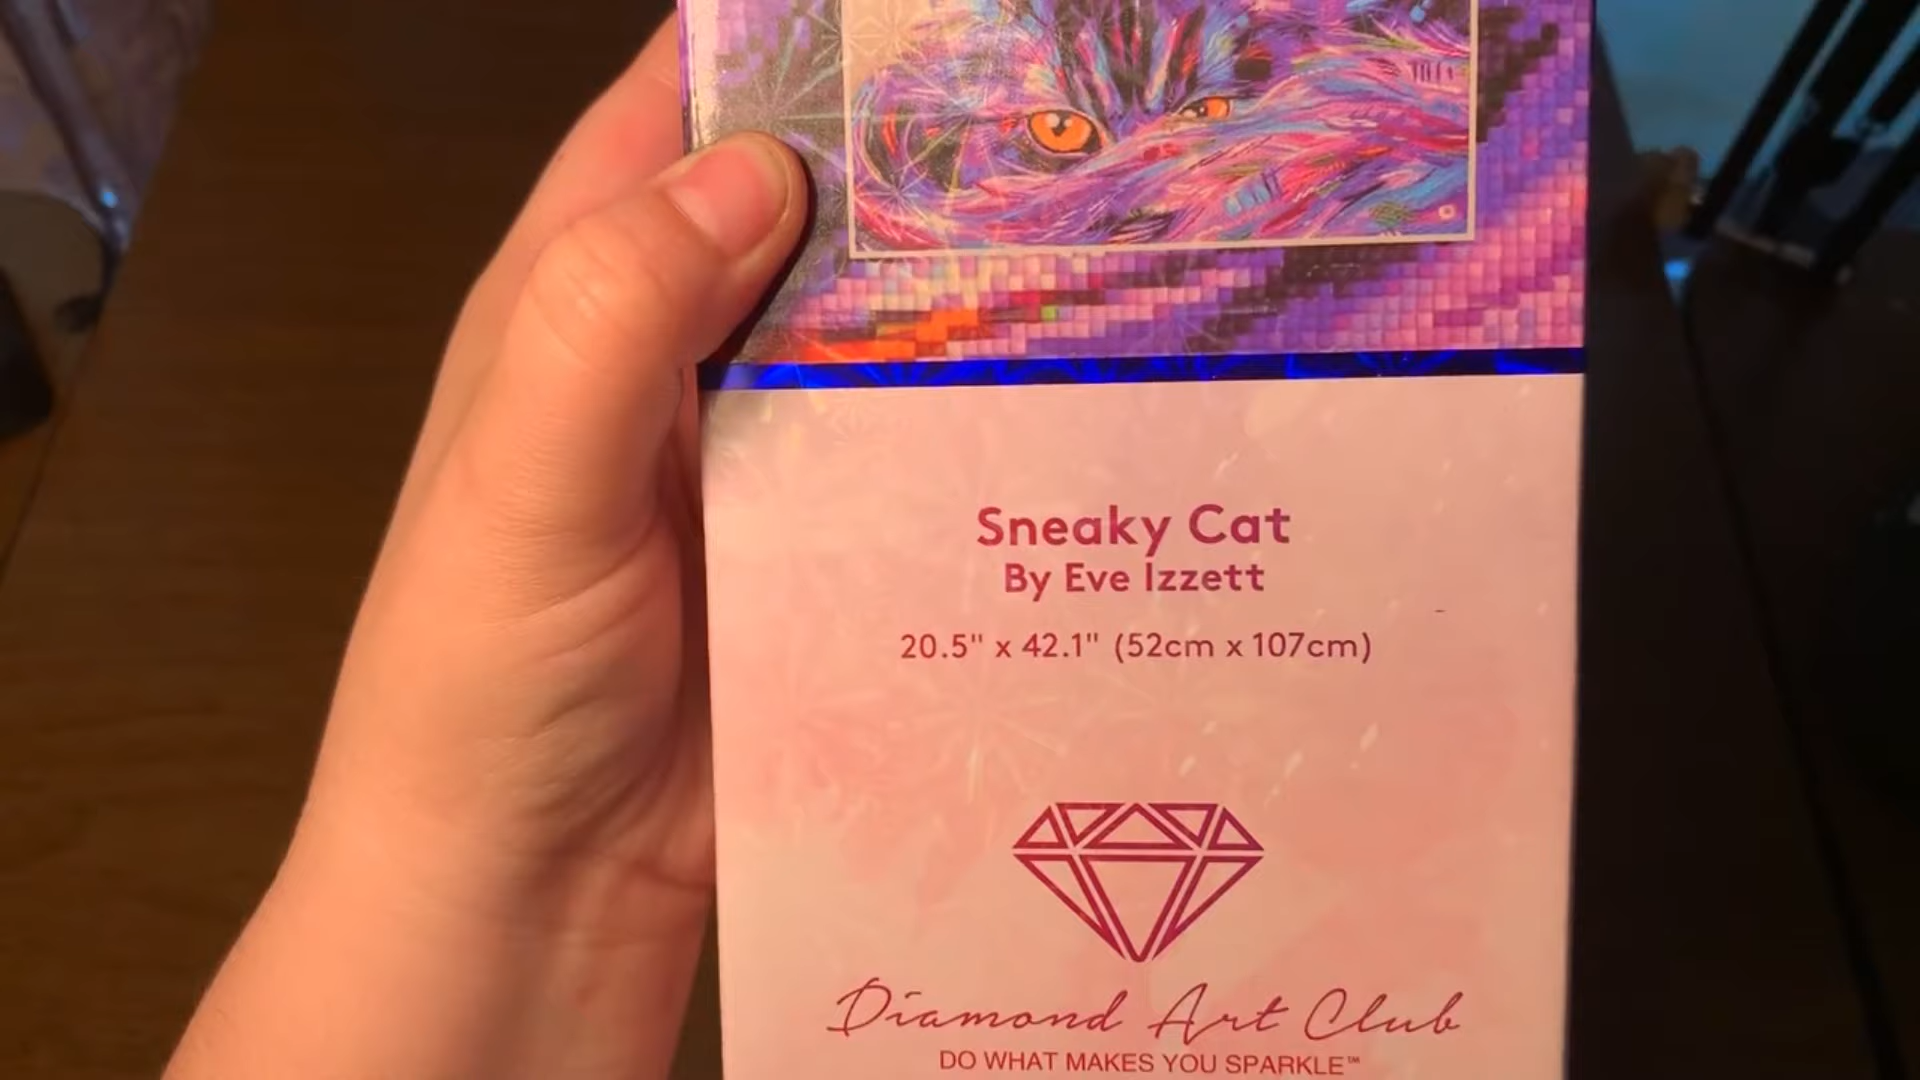 Sneaky Cat
By Eve Izzett
20.5" x 42.1" (52cm x 107cm)
Diamond Art Club
DO WHAT MAKES YOU SPARKLE™